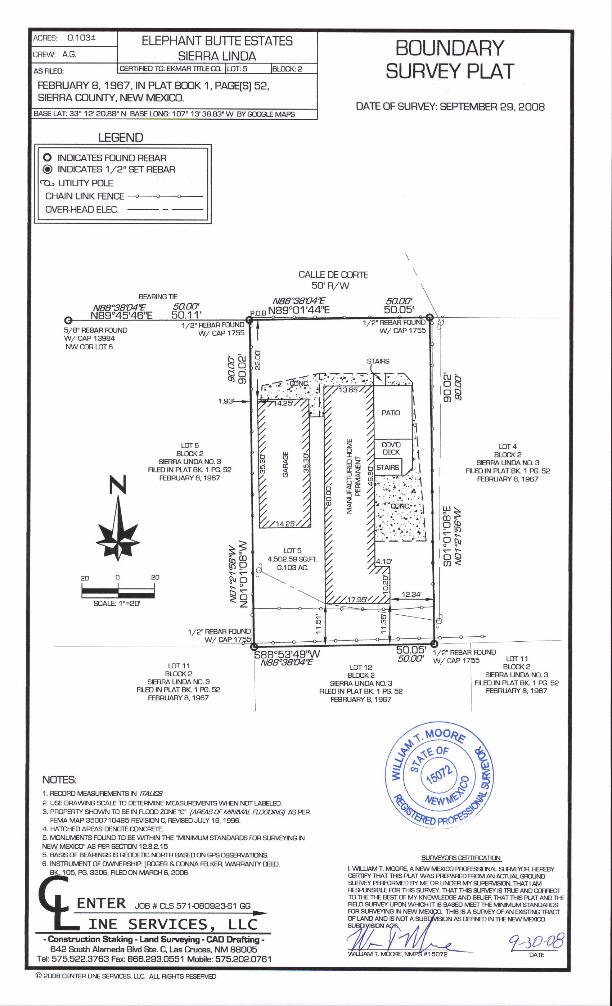 ACRES: 0.103±
CREW: A.G.
AS FILED:
ELEPHANT BUTTE ESTATES
SIERRA LINDA
CERTIFIED TO: EKMAR TITLE CO.
LOT: 5
BLOCK: 2
FEBRUARY 8, 1967, IN PLAT BOOK 1, PAGE(S) 52,
SIERRA COUNTY, NEW MEXICO.
BASE LAT: 33° 12' 20.88" N BASE LONG: 107° 13' 38.83" W BY GOOGLE MAPS
BOUNDARY
SURVEY PLAT
DATE OF SURVEY: SEPTEMBER 29, 2008
LEGEND
INDICATES FOUND REBAR
INDICATES 1/2" SET REBAR
UTILITY POLE
CHAIN LINK FENCE
OVER-HEAD ELEC.
CALLE DE CORTE
50' R/W
BEARING TIE
N88°38'04"E 50.00'
N89°45'46"E 50.11'
5/8" REBAR FOUND
W/ CAP 13984
NW COR LOT 6
P.O.B
N88°38'04"E 50.00'
N89°01'44"E 50.05'
1/2" REBAR FOUND
W/ CAP 1755
1/2" REBAR FOUND
W/ CAP 1755
90.00'
90.02'
22.00'
STAIRS
CONC.
13.85'
1.93'
14.25'
PATIO
COV'D
DECK
STAIRS
90.02'
90.00'
LOT 6
BLOCK 2
SIERRA LINDA NO. 3
FILED IN PLAT BK. 1 PG. 52
FEBRUARY 8, 1967
35.30'
GARAGE
35.30'
60.00'
MANUFACTURED HOME
PERMANENT
49.80'
CONC.
LOT 4
BLOCK 2
SIERRA LINDA NO. 3
FILED IN PLAT BK. 1 PG. 52
FEBRUARY 8, 1967
14.25'
N
LOT 5
4,502.59 SQ.FT.
0.103 AC.
N01°21'56"W
N01°01'06"W
S01°01'08"E
N01°21'56"W
4.10'
10.20'
12.34'
17.95'
20 0 20
SCALE: 1"=20'
11.51'
11.35'
1/2" REBAR FOUND
W/ CAP 1755
S88°53'49"W 50.05'
N88°38'04"E 50.00'
1/2" REBAR FOUND
W/ CAP 1755
LOT 11
BLOCK 2
SIERRA LINDA NO. 3
FILED IN PLAT BK. 1 PG. 52
FEBRUARY 8, 1967
LOT 12
BLOCK 2
SIERRA LINDA NO. 3
FILED IN PLAT BK. 1 PG. 52
FEBRUARY 8, 1967
LOT 11
BLOCK 2
SIERRA LINDA NO. 3
FILED IN PLAT BK. 1 PG. 52
FEBRUARY 8, 1967
WILLIAM T. MOORE
STATE OF
15072
NEW MEXICO
REGISTERED PROFESSIONAL SURVEYOR
NOTES:
1. RECORD MEASUREMENTS IN ITALICS
2. USE DRAWING SCALE TO DETERMINE MEASUREMENTS WHEN NOT LABELED.
3. PROPERTY SHOWN TO BE IN FLOOD ZONE "C" (AREAS OF MINIMAL FLOODING) AS PER
FEMA MAP 3500710485 REVISION C, REVISED JULY 16, 1996.
4. HATCHED AREAS DENOTE CONCRETE.
5. MONUMENTS FOUND TO BE WITHIN THE "MINIMUM STANDARDS FOR SURVEYING IN
NEW MEXICO" AS PER SECTION 12.8.2.15
5. BASIS OF BEARINGS IS GEODETIC NORTH BASED ON GPS OBSERVATIONS.
6. INSTRUMENT OF OWNERSHIP [ROGER & DONNA FELKER, WARRANTY DEED,
BK. 105, PG. 3206, FILED ON MARCH 6, 2006
CENTER JOB # CLS 571-080923-51 GG
LINE SERVICES, LLC
- Construction Staking - Land Surveying - CAD Drafting -
642 South Alameda Blvd Ste. C, Las Cruces, NM 88005
Tel: 575.522.3763 Fax: 866.293.0551 Mobile: 575.202.0761
SURVEYORS CERTIFICATION
I, WILLIAM T. MOORE, A NEW MEXICO PROFESSIONAL SURVEYOR, HEREBY
CERTIFY THAT THIS PLAT WAS PREPARED FROM AN ACTUAL GROUND
SURVEY PERFORMED BY ME OR UNDER MY SUPERVISION, THAT I AM
RESPONSIBLE FOR THIS SURVEY, THAT THIS SURVEY IS TRUE AND CORRECT
TO THE THE BEST OF MY KNOWLEDGE AND BELIEF, THAT THIS PLAT AND THE
FIELD SURVEY UPON WHICH IT IS BASED MEET THE MINIMUM STANDARDS
FOR SURVEYING IN NEW MEXICO. THIS IS A SURVEY OF AN EXISTING TRACT
OF LAND AND IS NOT A SUBDIVISION AS DEFINED IN THE NEW MEXICO
SUBDIVISION ACT.
9-30-08
WILLIAM T. MOORE, NMPS #15072
DATE
© 2008 CENTER LINE SERVICES, LLC. ALL RIGHTS RESERVED